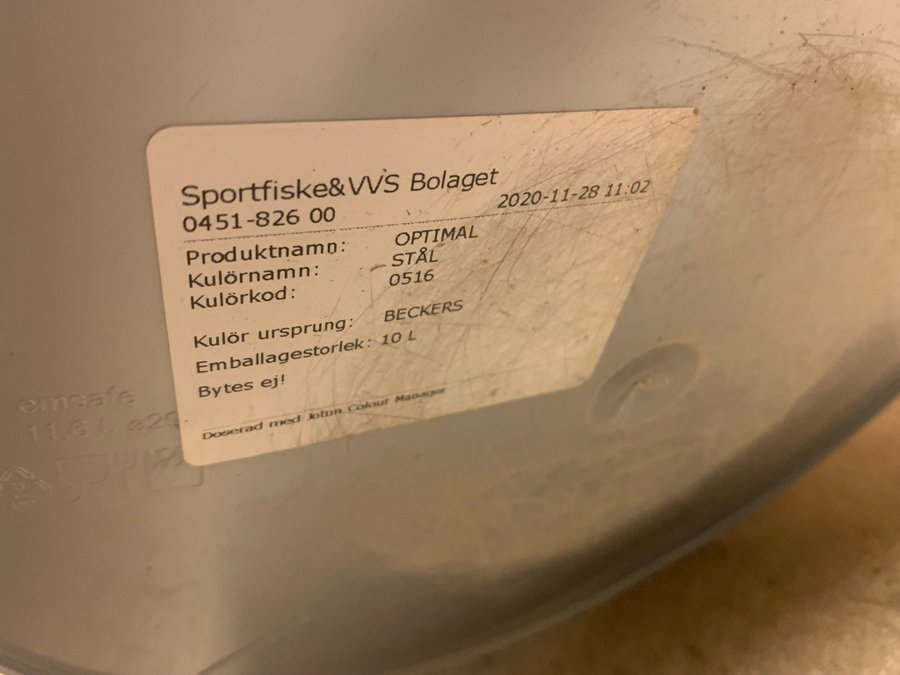 Sportfiske&VVS Bolaget
0451-826 00 2020-11-28 11:02
Produktnamn: OPTIMAL
Kulörnamn: STÅL
Kulörkod: 0516
Kulör ursprung: BECKERS
Emballagestorlek: 10 L
Bytes ej!
Doserad med Jotun Colour Manager
emsafe